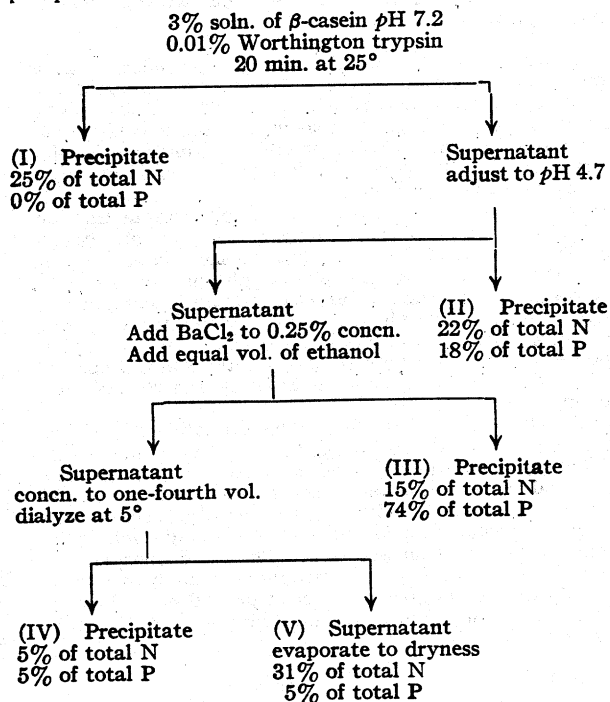 3% soln. of β-casein pH 7.2
0.01% Worthington trypsin
20 min. at 25°
(I) Precipitate
25% of total N
0% of total P
Supernatant
adjust to pH 4.7
Supernatant
Add BaCl₂ to 0.25% concn.
Add equal vol. of ethanol
(II) Precipitate
22% of total N
18% of total P
Supernatant
concn. to one-fourth vol.
dialyze at 5°
(III) Precipitate
15% of total N
74% of total P
(IV) Precipitate
5% of total N
5% of total P
(V) Supernatant
evaporate to dryness
31% of total N
5% of total P